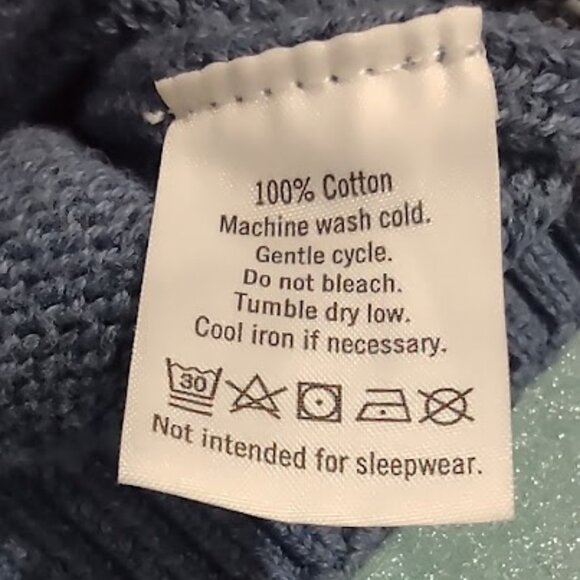 100% Cotton
Machine wash cold.
Gentle cycle.
Do not bleach.
Tumble dry low.
Cool iron if necessary.
30
Not intended for sleepwear.